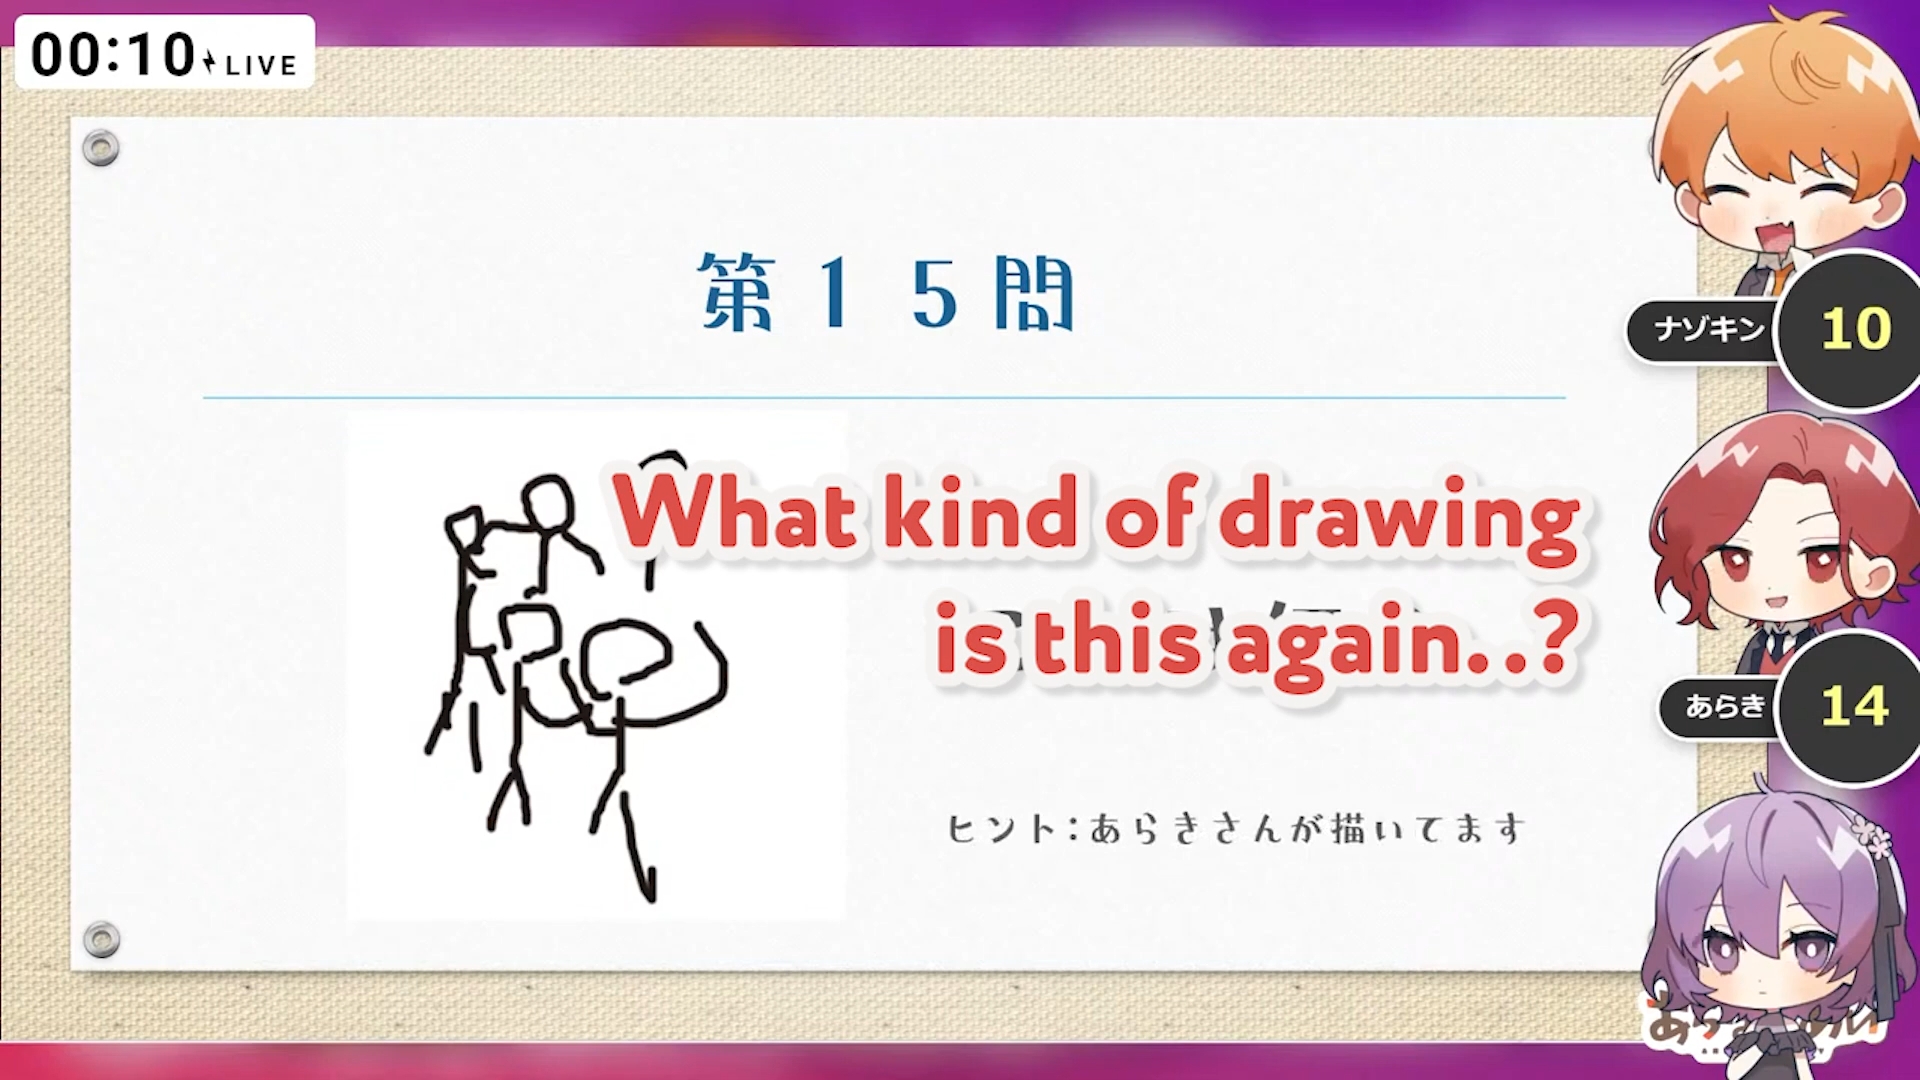 00:10 LIVE
第15問
What kind of drawing
is this again..?
ヒント:あらきさんが描いてます
ナゾキン 10
あらき 14